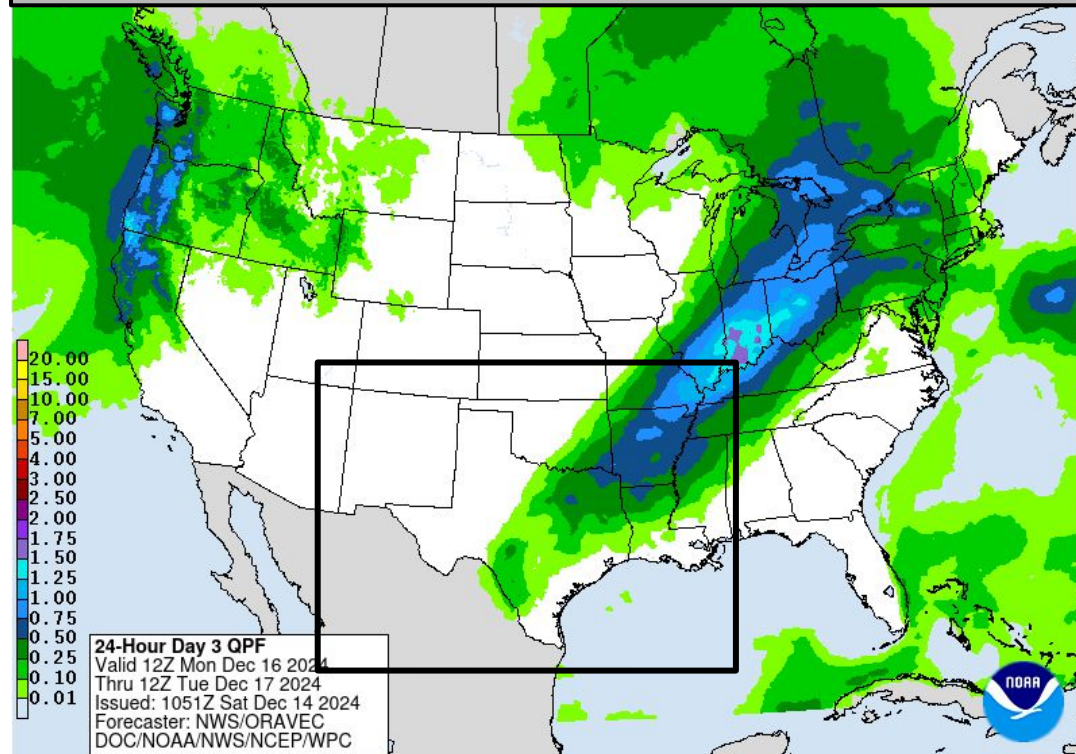 20.00
15.00
10.00
7.00
5.00
4.00
3.00
2.50
2.00
1.75
1.50
1.25
1.00
0.75
0.50
0.25
0.10
0.01
24-Hour Day 3 QPF
Valid 12Z Mon Dec 16 2024
Thru 12Z Tue Dec 17 2024
Issued: 1051Z Sat Dec 14 2024
Forecaster: NWS/ORAVEC
DOC/NOAA/NWS/NCEP/WPC
NOAA